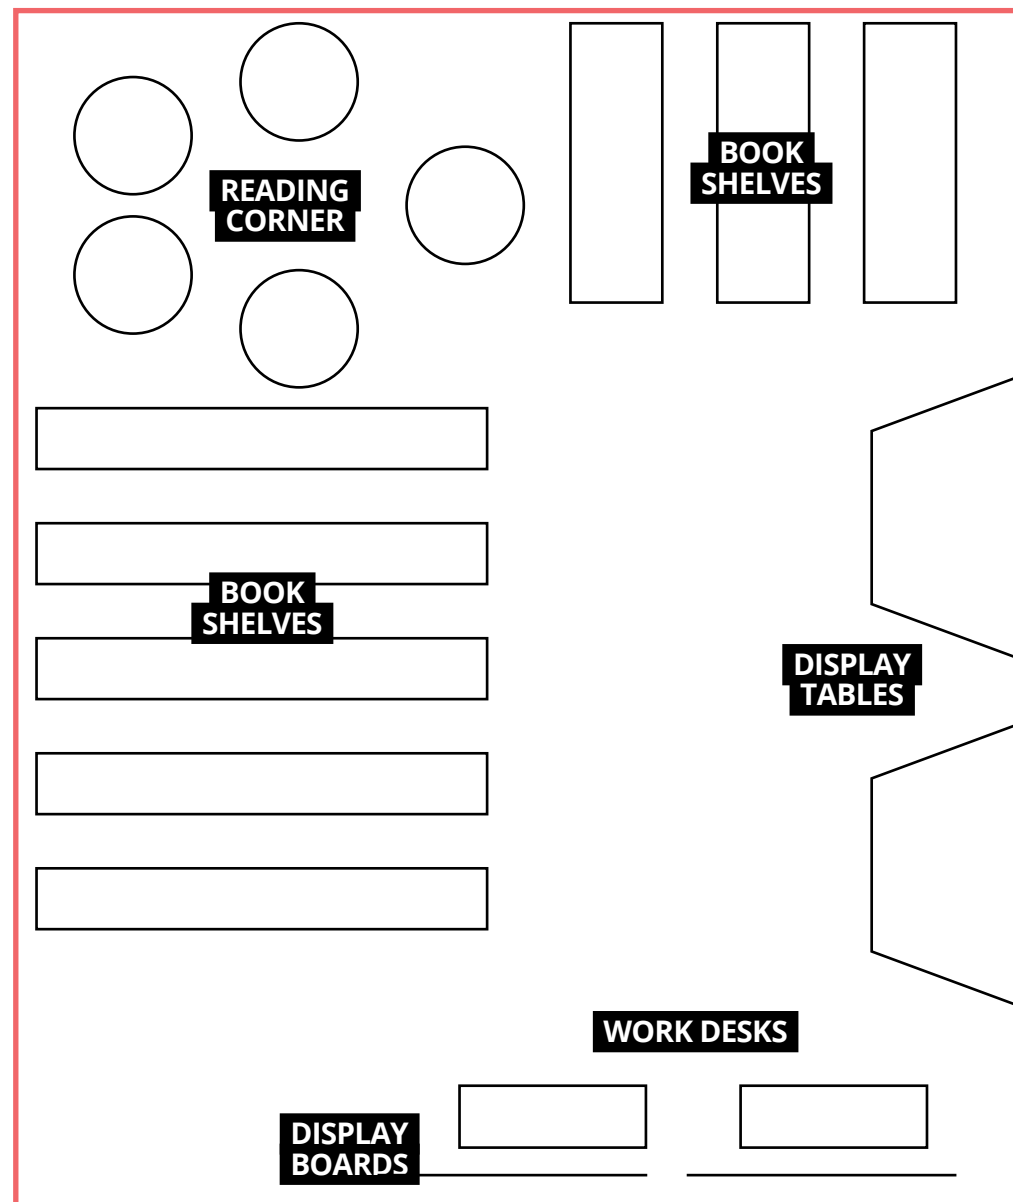 BOOK
SHELVES
READING
CORNER
BOOK
SHELVES
DISPLAY
TABLES
WORK DESKS
DISPLAY
BOARDS